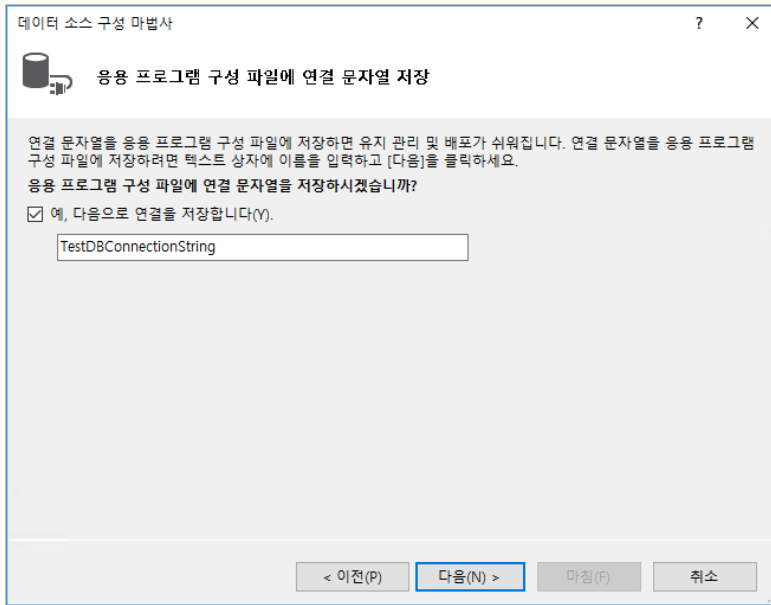 데이터 소스 구성 마법사 ? ×
응용 프로그램 구성 파일에 연결 문자열 저장
연결 문자열을 응용 프로그램 구성 파일에 저장하면 유지 관리 및 배포가 쉬워집니다. 연결 문자열을 응용 프로그램
구성 파일에 저장하려면 텍스트 상자에 이름을 입력하고 [다음]을 클릭하세요.
응용 프로그램 구성 파일에 연결 문자열을 저장하시겠습니까?
예, 다음으로 연결을 저장합니다(Y).
TestDBConnectionString
< 이전(P) 다음(N) > 마침(F) 취소